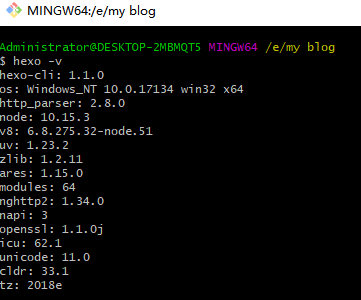 MINGW64:/e/my blog
Administrator@DESKTOP-2MBMQT5 MINGW64 /e/my blog
$ hexo -v
hexo-cli: 1.1.0
os: Windows_NT 10.0.17134 win32 x64
http_parser: 2.8.0
node: 10.15.3
v8: 6.8.275.32-node.51
uv: 1.23.2
zlib: 1.2.11
ares: 1.15.0
modules: 64
nghttp2: 1.34.0
napi: 3
openssl: 1.1.0j
icu: 62.1
unicode: 11.0
cldr: 33.1
tz: 2018e